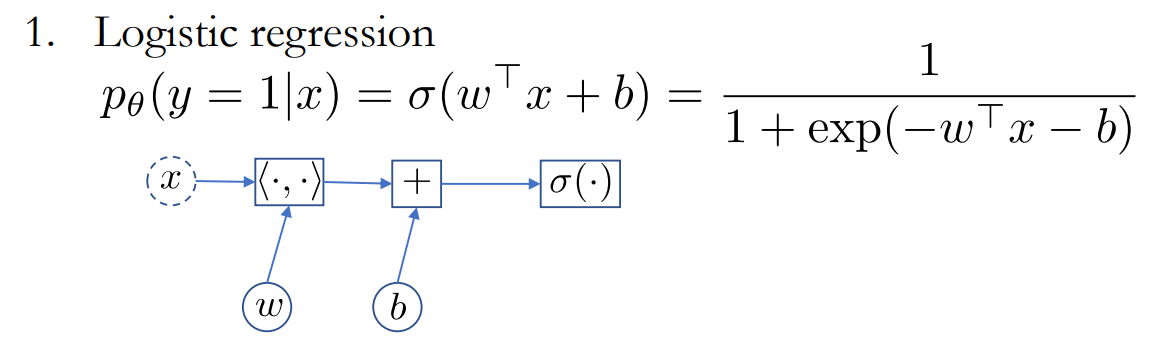 1. Logistic regression
p_θ(y = 1|x) = σ(w^⊤x + b) = 1 / (1 + exp(−w^⊤x − b))
x ⟨·, ·⟩ + σ(·)
w b